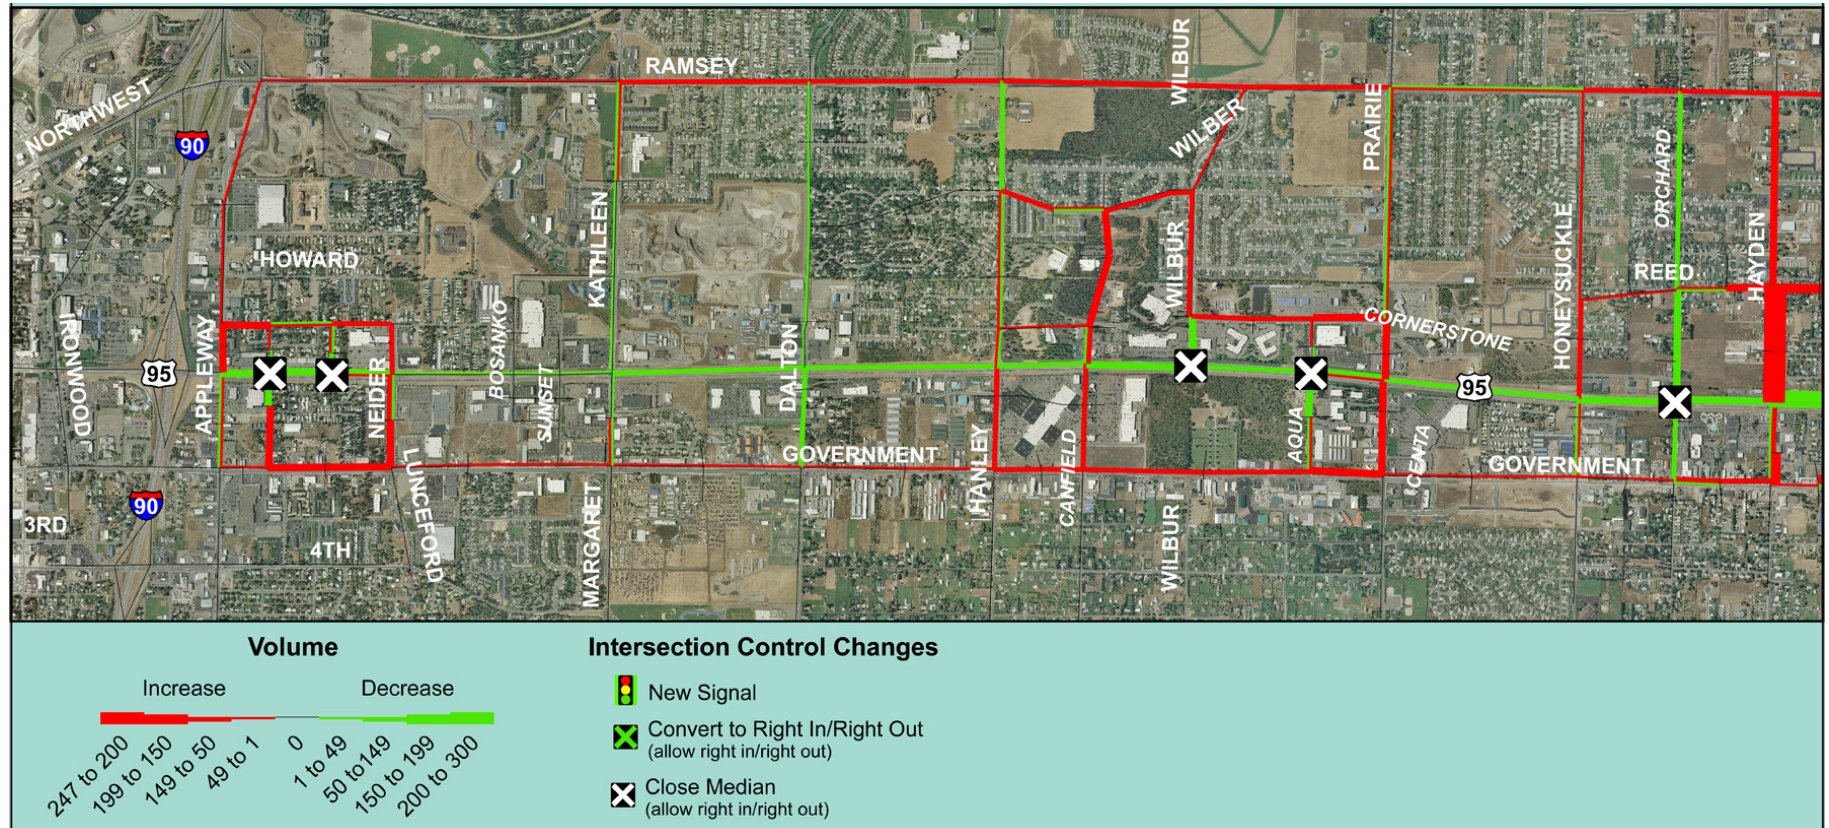 WILBUR
RAMSEY
NORTHWEST
90
WILBER
PRAIRIE
ORCHARD
KATHLEEN
HONEYSUCKLE
HAYDEN
WILBUR
HOWARD
REED
IRONWOOD
APPLEWAY
BOSANKO
CORNERSTONE
DALTON
95
NEIDER
SUNSET
95
AQUA
HANLEY
CANFIELD
CENTA
GOVERNMENT
GOVERNMENT
LUNCEFORD
90
MARGARET
WILBUR
3RD
4TH
Volume
Increase
Decrease
247 to 200
199 to 150
149 to 50
49 to 1
0
1 to 49
50 to149
150 to 199
200 to 300
Intersection Control Changes
New Signal
Convert to Right In/Right Out
(allow right in/right out)
Close Median
(allow right in/right out)